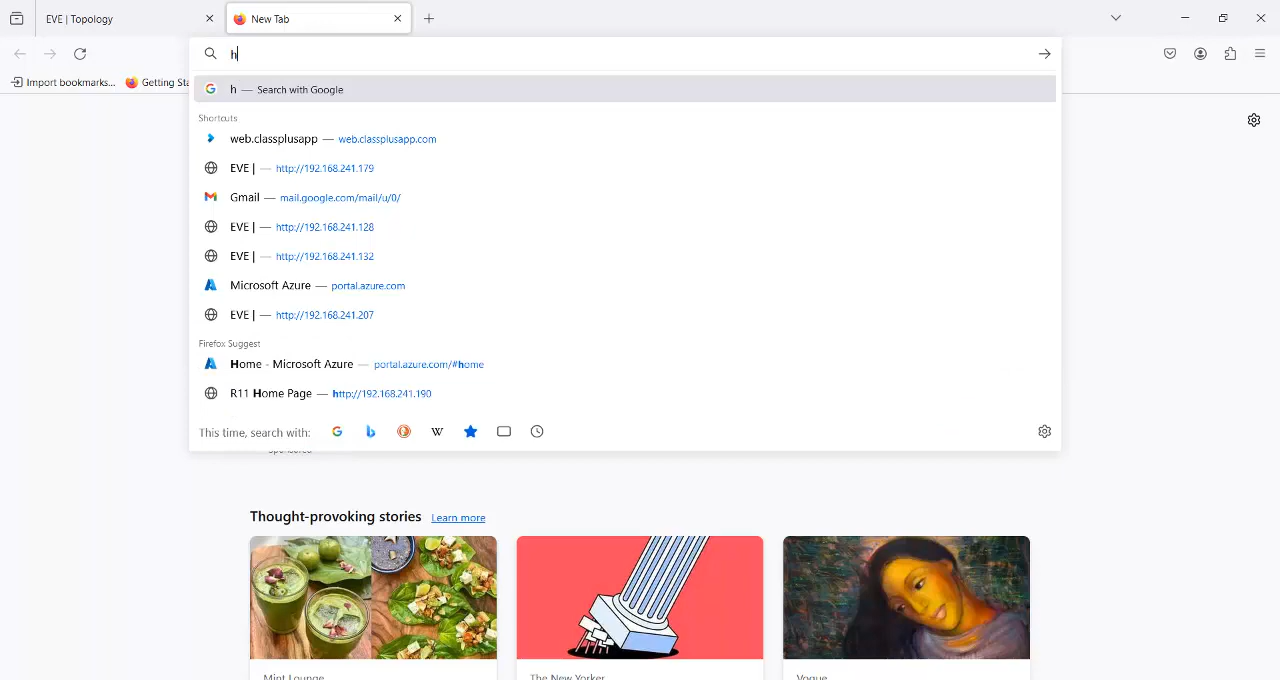 EVE | Topology
New Tab
h
Import bookmarks...
Getting Sta
h — Search with Google
Shortcuts
web.classplusapp — web.classplusapp.com
EVE | — http://192.168.241.179
Gmail — mail.google.com/mail/u/0/
EVE | — http://192.168.241.128
EVE | — http://192.168.241.132
Microsoft Azure — portal.azure.com
EVE | — http://192.168.241.207
Firefox Suggest
Home - Microsoft Azure — portal.azure.com/#home
R11 Home Page — http://192.168.241.190
This time, search with:
Sponsored
Thought-provoking stories Learn more
Mint Lounge
The New Yorker
Vogue